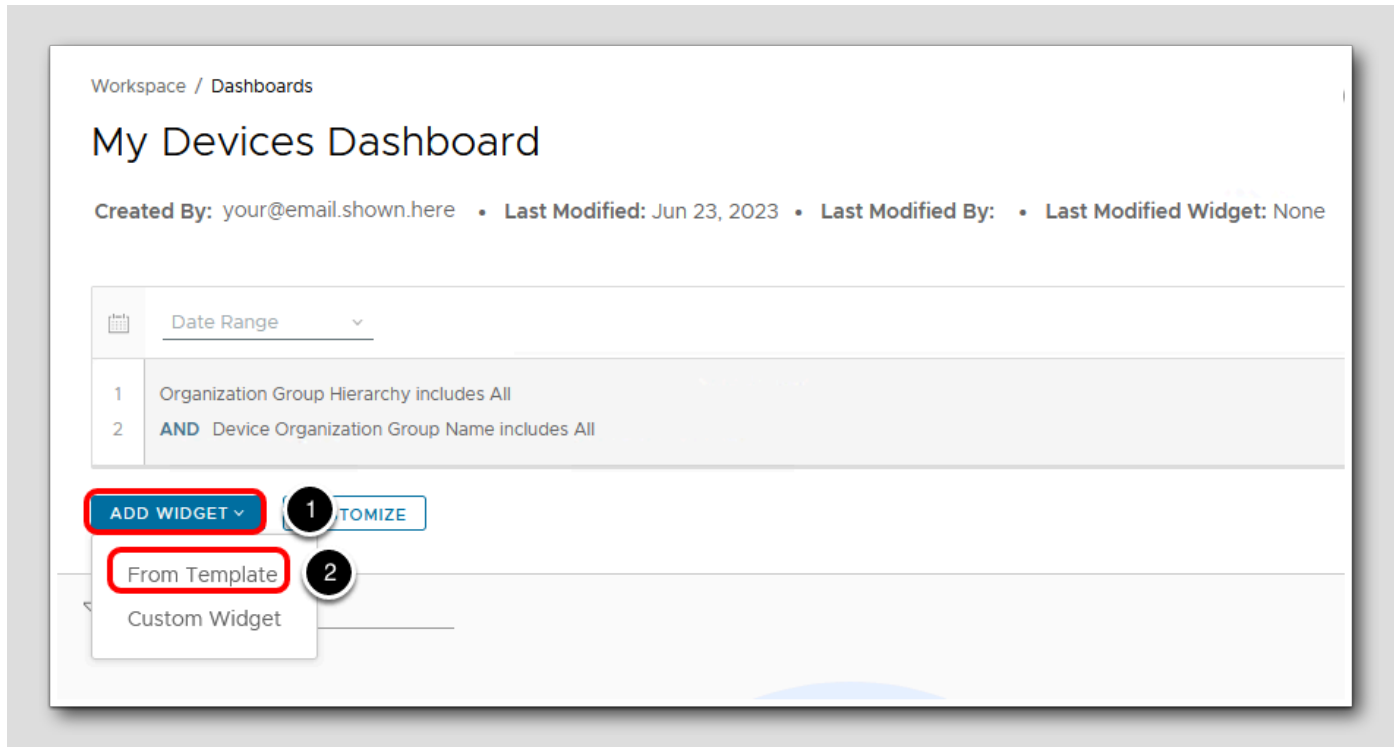 Workspace / Dashboards
My Devices Dashboard
Created By: your@email.shown.here • Last Modified: Jun 23, 2023 • Last Modified By: • Last Modified Widget: None
Date Range
1 Organization Group Hierarchy includes All
2 AND Device Organization Group Name includes All
ADD WIDGET 1 TOMIZE
From Template 2
Custom Widget